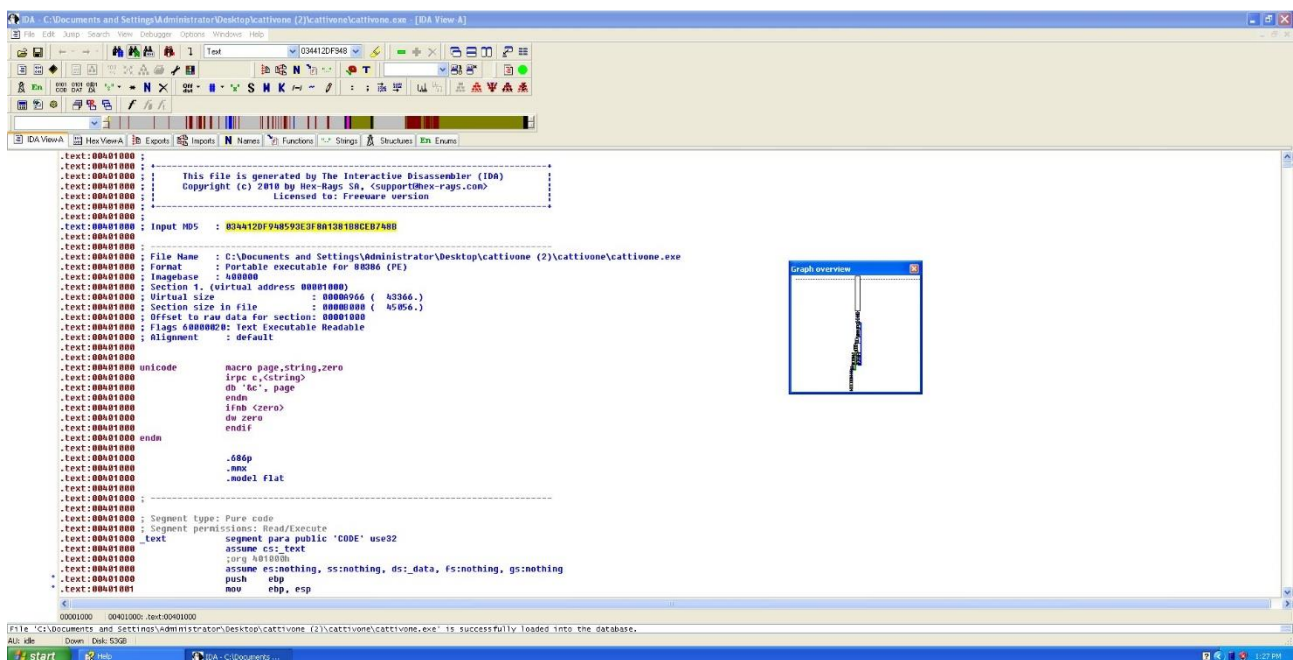 IDA - C:\Documents and Settings\Administrator\Desktop\cattivone (2)\cattivone\cattivone.exe - [IDA View-A]
File Edit Jump Search View Debugger Options Windows Help
Text 034412DF948
IDA View-A Hex View-A Exports Imports N Names Functions Strings Structures En Enums
.text:00401000 ;
.text:00401000 ; +-------------------------------------------------------------------------+
.text:00401000 ; | This file is generated by The Interactive Disassembler (IDA) |
.text:00401000 ; | Copyright (c) 2010 by Hex-Rays SA, <support@hex-rays.com> |
.text:00401000 ; | Licensed to: Freeware version |
.text:00401000 ; +-------------------------------------------------------------------------+
.text:00401000 ;
.text:00401000 ; Input MD5 : 034412DF948593E3F8A1381B8CEB748B
.text:00401000
.text:00401000 ; ---------------------------------------------------------------------------
.text:00401000 ; File Name : C:\Documents and Settings\Administrator\Desktop\cattivone (2)\cattivone\cattivone.exe
.text:00401000 ; Format : Portable executable for 80386 (PE)
.text:00401000 ; Imagebase : 400000
.text:00401000 ; Section 1. (virtual address 00001000)
.text:00401000 ; Virtual size : 0000A966 ( 43366.)
.text:00401000 ; Section size in file : 0000B000 ( 45056.)
.text:00401000 ; Offset to raw data for section: 00001000
.text:00401000 ; Flags 60000020: Text Executable Readable
.text:00401000 ; Alignment : default
.text:00401000
.text:00401000
.text:00401000 unicode macro page,string,zero
.text:00401000 irpc c,<string>
.text:00401000 db '&c', page
.text:00401000 endm
.text:00401000 ifnb <zero>
.text:00401000 dw zero
.text:00401000 endif
.text:00401000 endm
.text:00401000
.text:00401000 .686p
.text:00401000 .mmx
.text:00401000 .model flat
.text:00401000
.text:00401000 ; ---------------------------------------------------------------------------
.text:00401000
.text:00401000 ; Segment type: Pure code
.text:00401000 ; Segment permissions: Read/Execute
.text:00401000 _text segment para public 'CODE' use32
.text:00401000 assume cs:_text
.text:00401000 ;org 401000h
.text:00401000 assume es:nothing, ss:nothing, ds:_data, fs:nothing, gs:nothing
.text:00401000 push ebp
.text:00401001 mov ebp, esp
Graph overview
00001000 00401000: .text:00401000
File 'C:\Documents and Settings\Administrator\Desktop\cattivone (2)\cattivone\cattivone.exe' is successfully loaded into the database.
AU: idle Down Disk: 53GB
start Help IDA - C:\Documents ... 1:27 PM